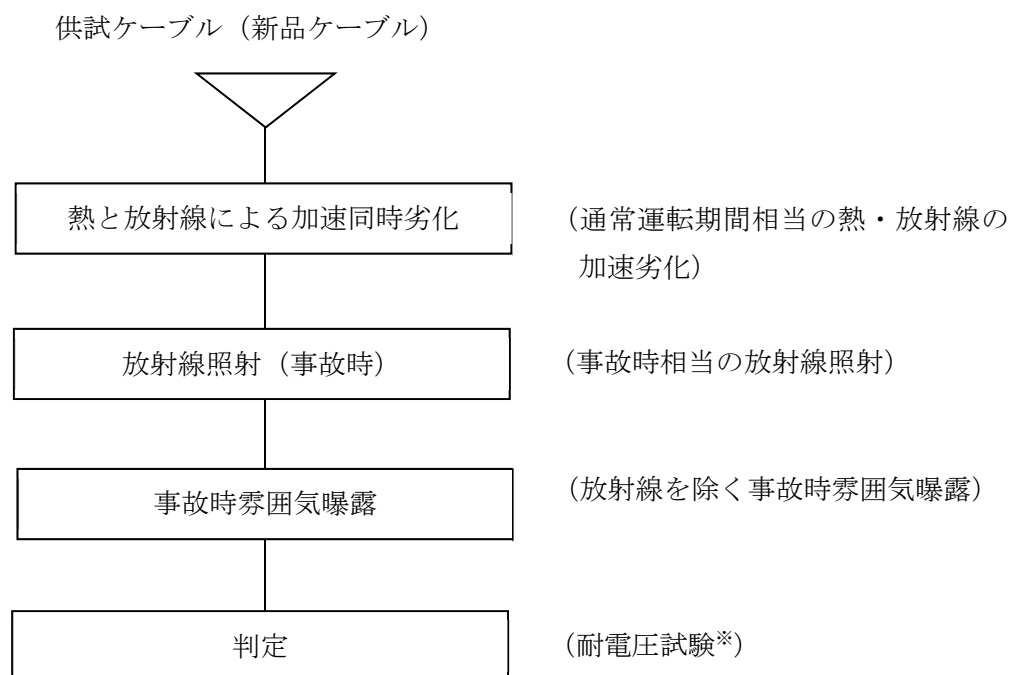 供試ケーブル（新品ケーブル）
熱と放射線による加速同時劣化
（通常運転期間相当の熱・放射線の
加速劣化）
放射線照射（事故時）
（事故時相当の放射線照射）
事故時雰囲気曝露
（放射線を除く事故時雰囲気曝露）
判定
（耐電圧試験※）